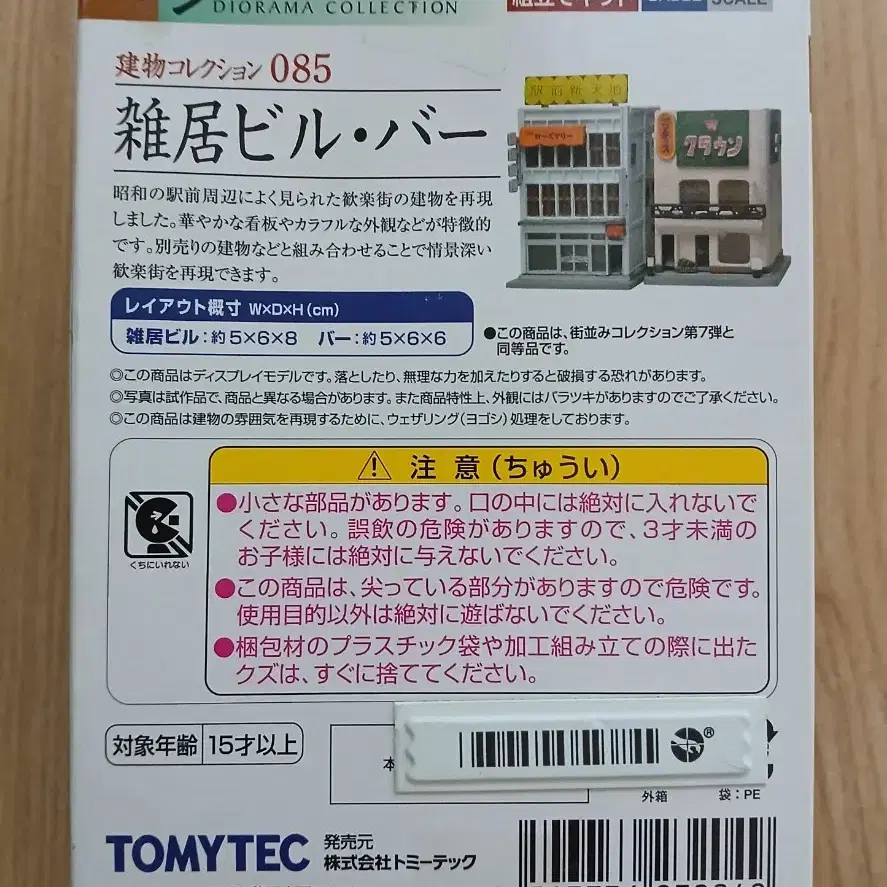 DIORAMA COLLECTION
組立てキット
SCALE
建物コレクション 085
雑居ビル・バー
昭和の駅前周辺によく見られた歓楽街の建物を再現
しました。華やかな看板やカラフルな外観などが特徴的
です。別売りの建物などと組み合わせることで情景深い
歓楽街を再現できます。
駅前新天地
ローズマリー
クラウン
レイアウト概寸 W×D×H(cm)
雑居ビル:約5×6×8 バー:約5×6×6
●この商品は、街並みコレクション第7弾と
同等品です。
◎この商品はディスプレイモデルです。落としたり、無理な力を加えたりすると破損する恐れがあります。
◎写真は試作品で、商品と異なる場合があります。また商品特性上、外観にはバラツキがありますのでご了承ください。
◎この商品は建物の雰囲気を再現するために、ウェザリング(ヨゴシ)処理をしております。
注意(ちゅうい)
くちにいれない
●小さな部品があります。口の中には絶対に入れないで
ください。誤飲の危険がありますので、3才未満の
お子様には絶対に与えないでください。
●この商品は、尖っている部分がありますので危険です。
使用目的以外は絶対に遊ばないでください。
●梱包材のプラスチック袋や加工組み立ての際に出た
クズは、すぐに捨ててください。
対象年齢 15才以上
本
®
外箱
袋:PE
TOMYTEC
発売元
株式会社トミーテック